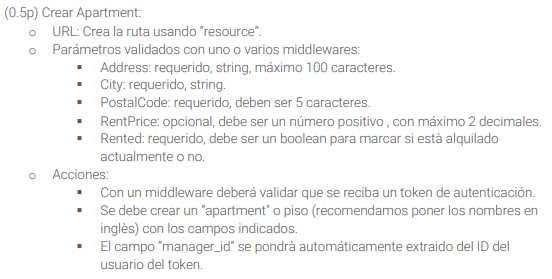 (0.5p) Crear Apartment:
o URL: Crea la ruta usando “resource”.
o Parámetros validados con uno o varios middlewares:
▪ Address: requerido, string, máximo 100 caracteres.
▪ City: requerido, string.
▪ PostalCode: requerido, deben ser 5 caracteres.
▪ RentPrice: opcional, debe ser un número positivo , con máximo 2 decimales.
▪ Rented: requerido, debe ser un boolean para marcar si està alquilado
actualmente o no.
o Acciones:
▪ Con un middleware deberá validar que se reciba un token de autenticación.
▪ Se debe crear un “apartment" o piso (recomendamos poner los nombres en
inglès) con los campos indicados.
▪ El campo “manager_id” se pondrà automáticamente extraido del ID del
usuario del token.